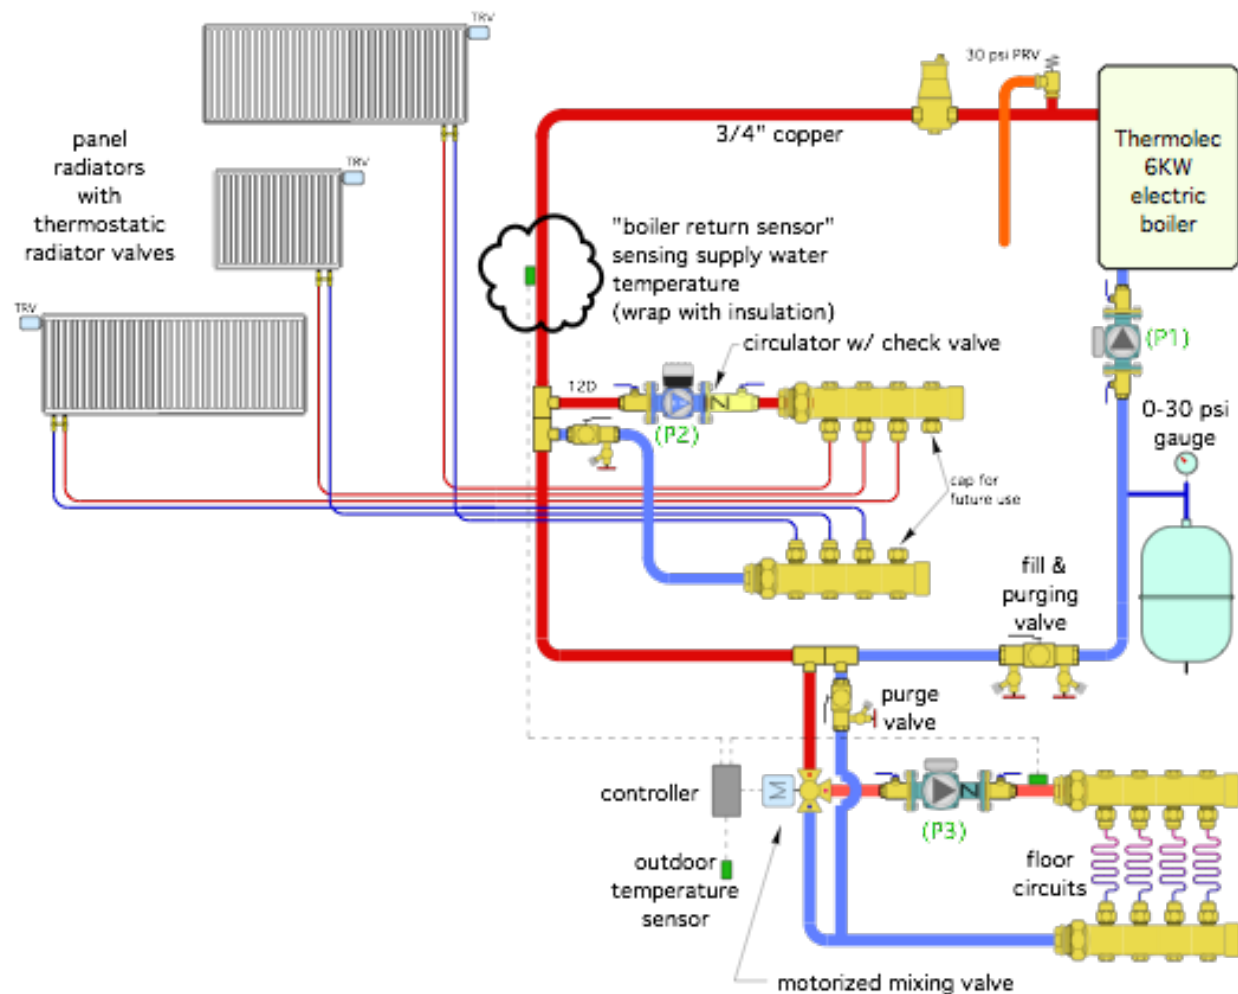 TRV
30 psi PRV
3/4" copper
Thermolec
6KW
electric
boiler
panel
radiators
with
thermostatic
radiator valves
TRV
"boiler return sensor"
sensing supply water
temperature
(wrap with insulation)
TRV
circulator w/ check valve
(P1)
12D
(P2)
0-30 psi
gauge
cap for
future use
fill &
purging
valve
purge
valve
controller
M
(P3)
outdoor
temperature
sensor
floor
circuits
motorized mixing valve